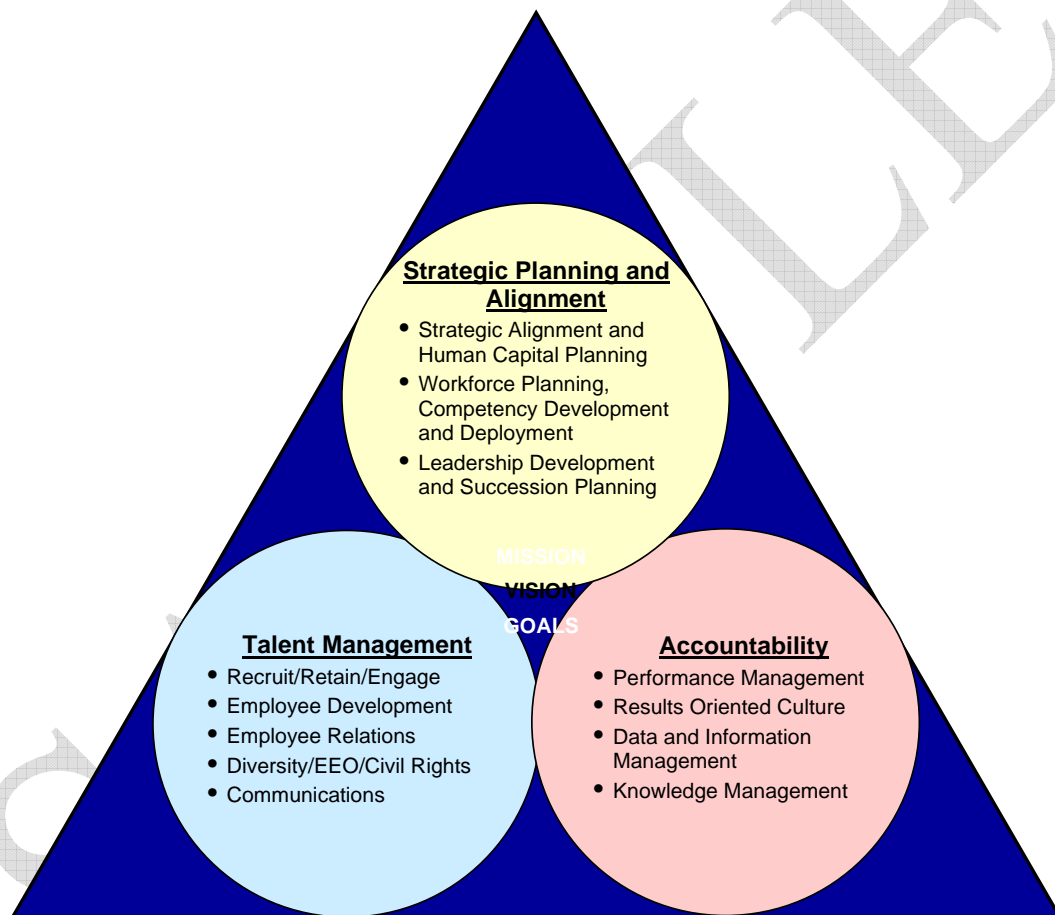 Strategic Planning and
Alignment
• Strategic Alignment and
Human Capital Planning
• Workforce Planning,
Competency Development
and Deployment
• Leadership Development
and Succession Planning
MISSION
VISION
GOALS
Talent Management
• Recruit/Retain/Engage
• Employee Development
• Employee Relations
• Diversity/EEO/Civil Rights
• Communications
Accountability
• Performance Management
• Results Oriented Culture
• Data and Information
Management
• Knowledge Management